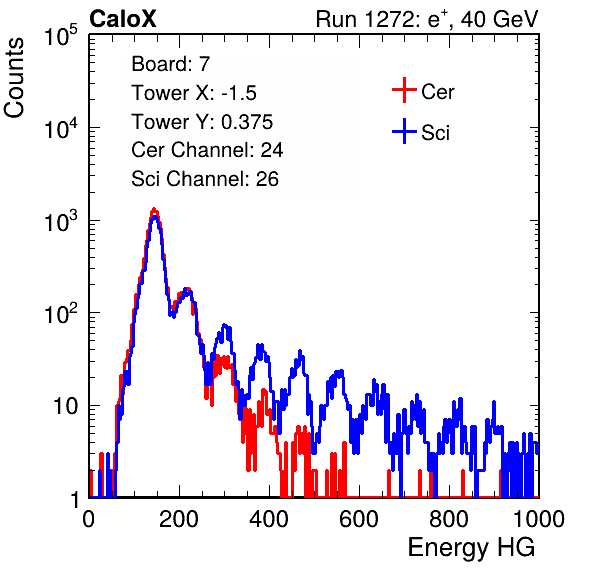 CaloX Run 1272: e⁺, 40 GeV
Counts
Board: 7
Tower X: -1.5
Tower Y: 0.375
Cer Channel: 24
Sci Channel: 26
Cer
Sci
10⁵
10⁴
10³
10²
10
1
0 200 400 600 800 1000
Energy HG